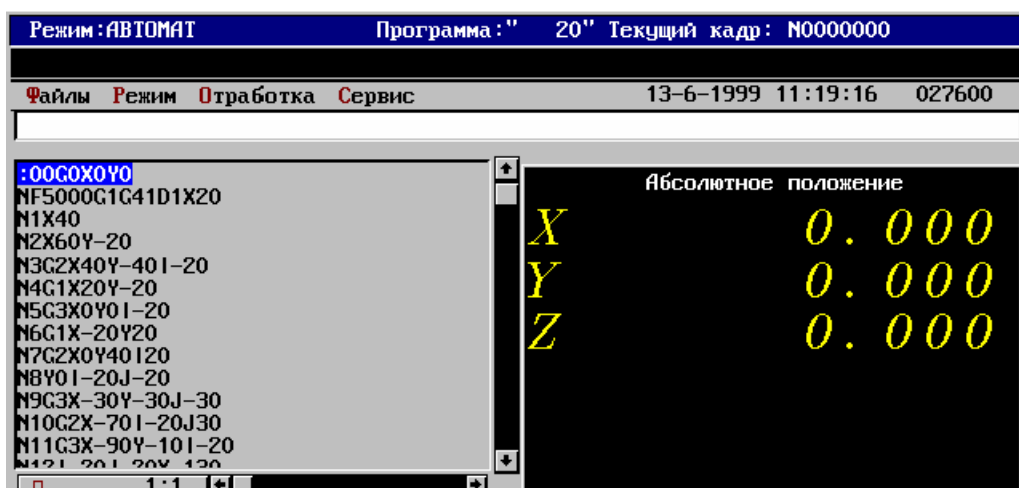 Режим:АВТОМАТ Программа:" 20" Текущий кадр: N0000000
Файлы Режим Отработка Сервис 13-6-1999 11:19:16 027600
:00G0X0Y0
NF5000G1G41D1X20
N1X40
N2X60Y-20
N3G2X40Y-40I-20
N4G1X20Y-20
N5G3X0Y0I-20
N6G1X-20Y20
N7G2X0Y40I20
N8Y0I-20J-20
N9G3X-30Y-30J-30
N10G2X-70I-20J30
N11G3X-90Y-10I-20
1:1
Абсолютное положение
X 0.000
Y 0.000
Z 0.000